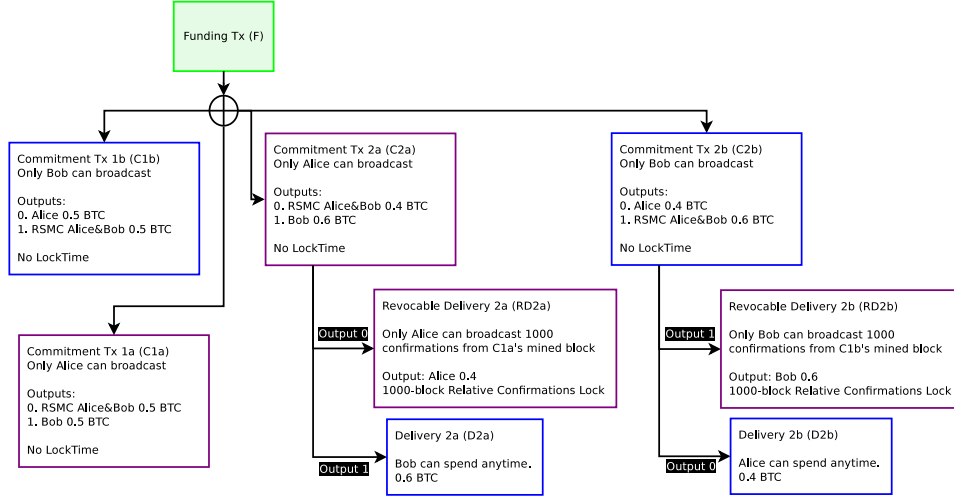 Funding Tx (F)
Commitment Tx 1b (C1b)
Only Bob can broadcast
Outputs:
0. Alice 0.5 BTC
1. RSMC Alice&Bob 0.5 BTC
No LockTime
Commitment Tx 2a (C2a)
Only Alice can broadcast
Outputs:
0. RSMC Alice&Bob 0.4 BTC
1. Bob 0.6 BTC
No LockTime
Commitment Tx 2b (C2b)
Only Bob can broadcast
Outputs:
0. Alice 0.4 BTC
1. RSMC Alice&Bob 0.6 BTC
No LockTime
Commitment Tx 1a (C1a)
Only Alice can broadcast
Outputs:
0. RSMC Alice&Bob 0.5 BTC
1. Bob 0.5 BTC
No LockTime
Output 0
Revocable Delivery 2a (RD2a)
Only Alice can broadcast 1000
confirmations from C1a's mined block
Output: Alice 0.4
1000-block Relative Confirmations Lock
Output 1
Delivery 2a (D2a)
Bob can spend anytime.
0.6 BTC
Output 1
Revocable Delivery 2b (RD2b)
Only Bob can broadcast 1000
confirmations from C1b's mined block
Output: Bob 0.6
1000-block Relative Confirmations Lock
Output 0
Delivery 2b (D2b)
Alice can spend anytime.
0.4 BTC